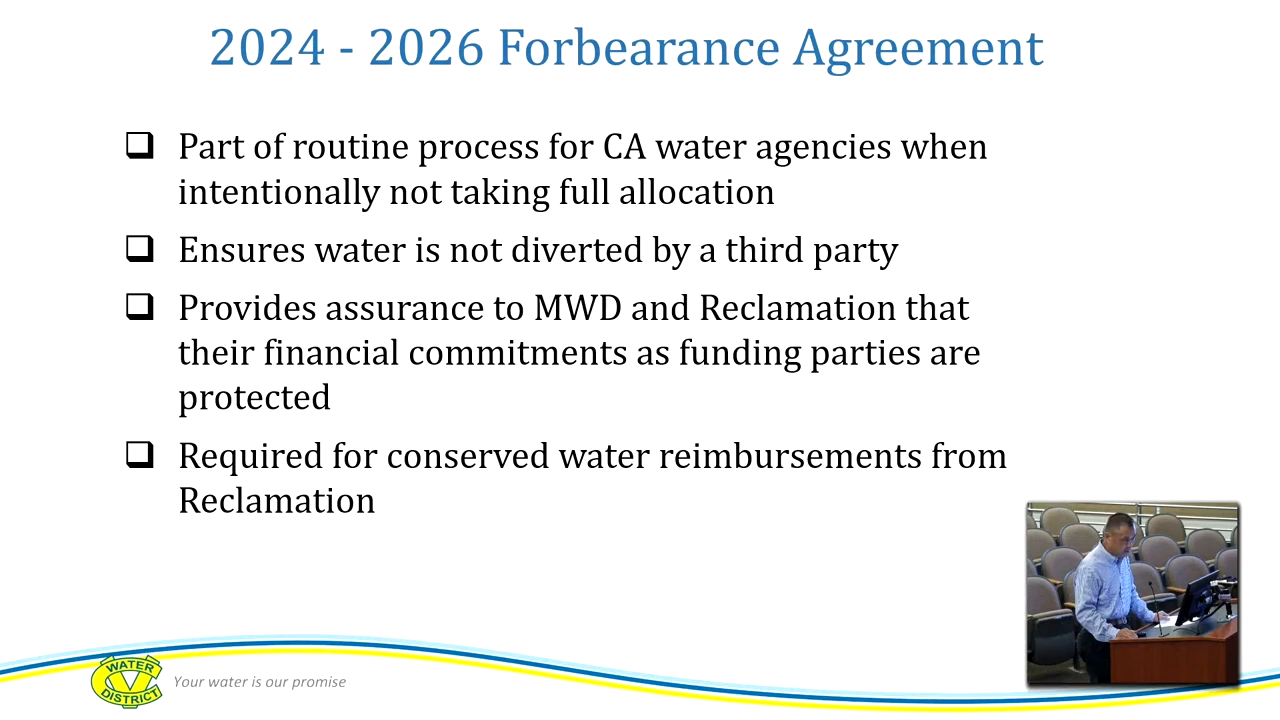 2024 - 2026 Forbearance Agreement
❑ Part of routine process for CA water agencies when
intentionally not taking full allocation
❑ Ensures water is not diverted by a third party
❑ Provides assurance to MWD and Reclamation that
their financial commitments as funding parties are
protected
❑ Required for conserved water reimbursements from
Reclamation
WATER
DISTRICT
Your water is our promise